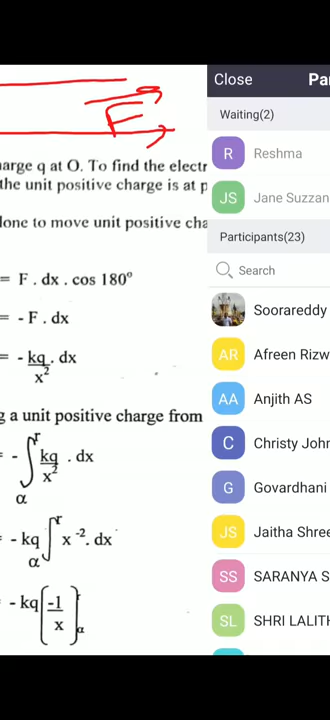 F
harge q at O. To find the electr
the unit positive charge is at p
done to move unit positive cha
= F . dx . cos 180°
= - F . dx
= - kq . dx
x²
g a unit positive charge from
= - ∫ kq . dx
r
x²
α
= - kq ∫ x⁻². dx
r
α
= - kq [ -1
x ]
r
α
Close
Par
Waiting(2)
R Reshma
JS Jane Suzzan
Participants(23)
Search
Soorareddy
AR Afreen Rizw
AA Anjith AS
C Christy John
G Govardhani
JS Jaitha Shree
SS SARANYA S
SL SHRI LALITH